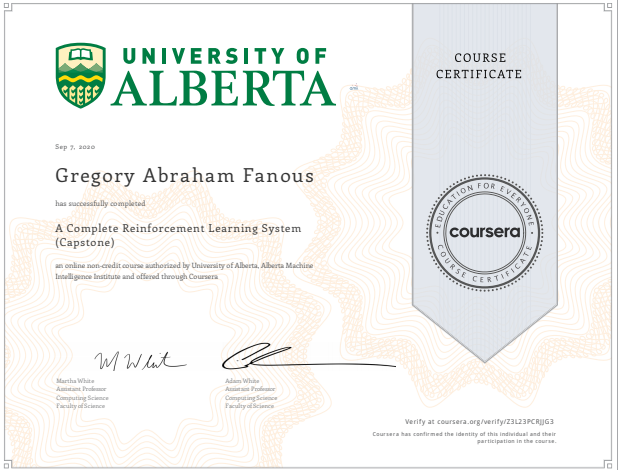 UNIVERSITY OF
ALBERTA
COURSE
CERTIFICATE
Sep 7, 2020
Gregory Abraham Fanous
has successfully completed
A Complete Reinforcement Learning System
(Capstone)
an online non-credit course authorized by University of Alberta, Alberta Machine
Intelligence Institute and offered through Coursera
EDUCATION FOR EVERYONE
coursera
COURSE CERTIFICATE
M White
Martha White
Assistant Professor
Computing Science
Faculty of Science
Adam White
Assistant Professor
Computing Science
Faculty of Science
Verify at coursera.org/verify/Z3L23PCRJJG3
Coursera has confirmed the identity of this individual and their
participation in the course.